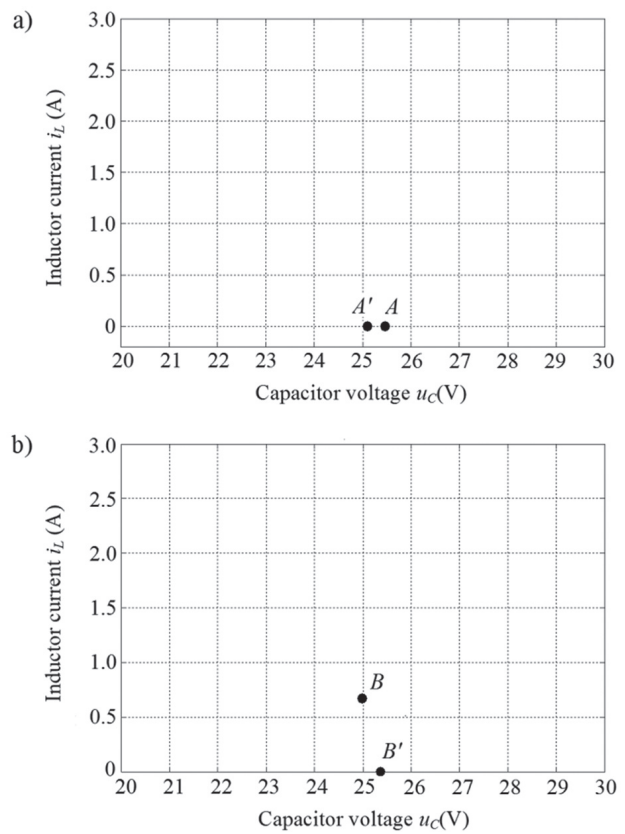 a)
3.0
2.5
2.0
1.5
1.0
0.5
0
Inductor current iL (A)
A′ A
20 21 22 23 24 25 26 27 28 29 30
Capacitor voltage uC(V)
b)
3.0
2.5
2.0
1.5
1.0
0.5
0
Inductor current iL (A)
B
B′
20 21 22 23 24 25 26 27 28 29 30
Capacitor voltage uC(V)